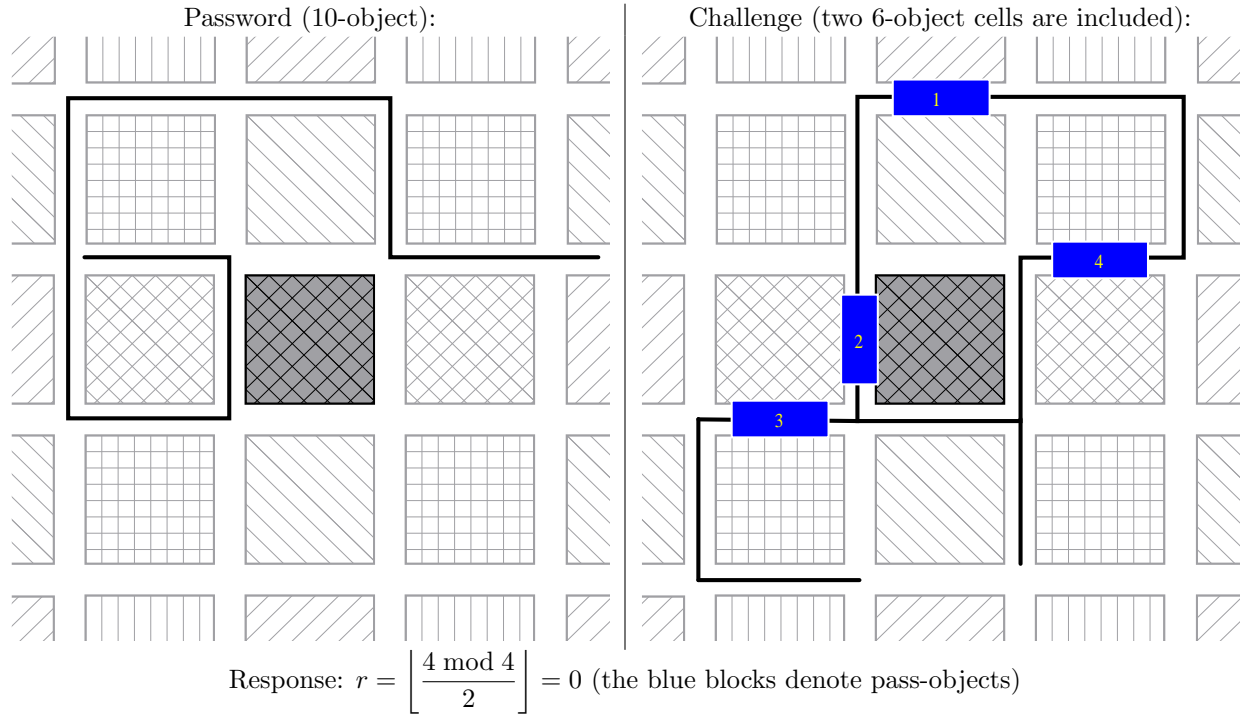 Password (10-object):
Challenge (two 6-object cells are included):
1
4
2
3
Response: r = ⌊4 mod 4 / 2⌋ = 0 (the blue blocks denote pass-objects)